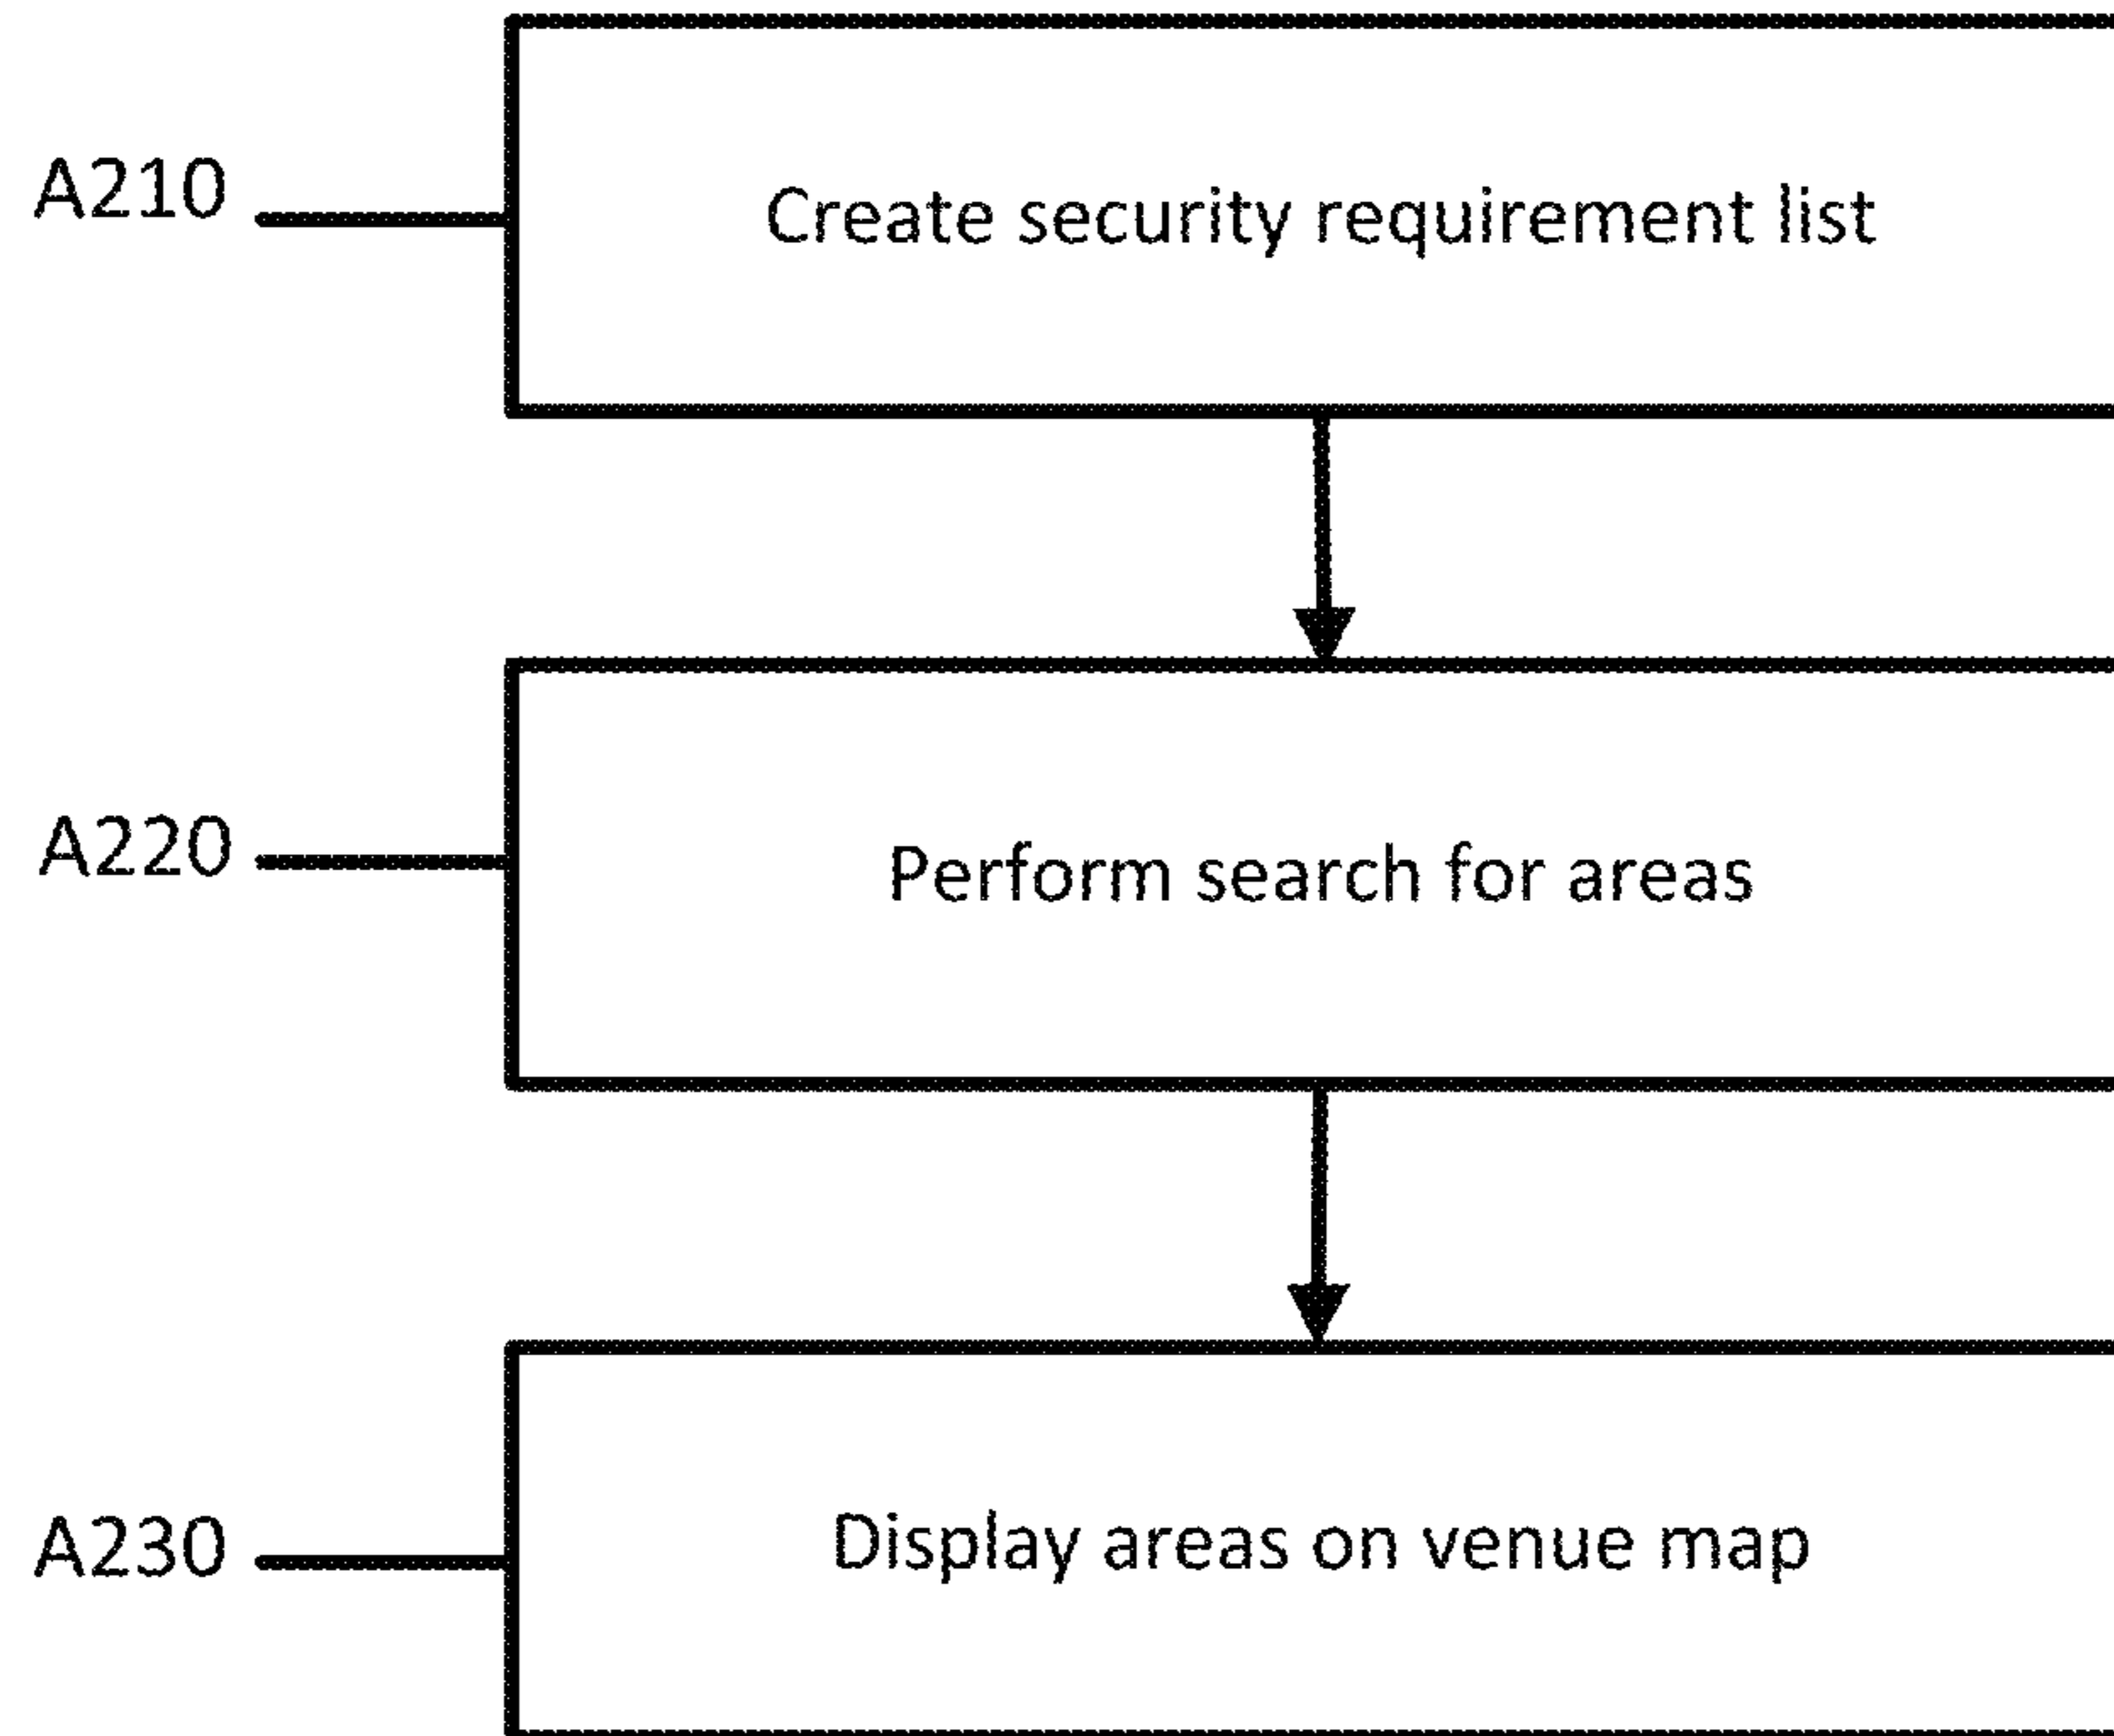 A210
Create security requirement list
A220
Perform search for areas
A230
Display areas on venue map